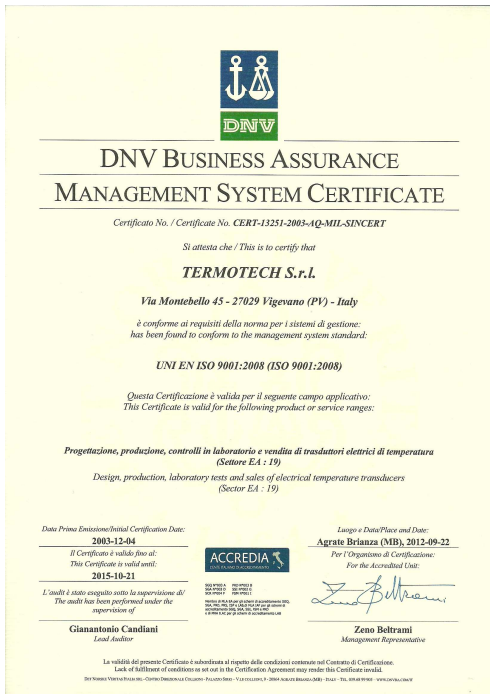 DNV
DNV BUSINESS ASSURANCE
MANAGEMENT SYSTEM CERTIFICATE
Certificato No. / Certificate No. CERT-13251-2003-AQ-MIL-SINCERT
Si attesta che / This is to certify that
TERMOTECH S.r.l.
Via Montebello 45 - 27029 Vigevano (PV) - Italy
è conforme ai requisiti della norma per i sistemi di gestione:
has been found to conform to the management system standard:
UNI EN ISO 9001:2008 (ISO 9001:2008)
Questa Certificazione è valida per il seguente campo applicativo:
This Certificate is valid for the following product or service ranges:
Progettazione, produzione, controlli in laboratorio e vendita di trasduttori elettrici di temperatura
(Settore EA : 19)
Design, production, laboratory tests and sales of electrical temperature transducers
(Sector EA : 19)
Data Prima Emissione/Initial Certification Date:
2003-12-04
Il Certificato è valido fino al:
This Certificate is valid until:
2015-10-21
L'audit è stato eseguito sotto la supervisione di/
The audit has been performed under the
supervision of
Gianantonio Candiani
Lead Auditor
ACCREDIA
Luogo e Data/Place and Date:
Agrate Brianza (MB), 2012-09-22
Per l'Organismo di Certificazione:
For the Accredited Unit:
Zeno Beltrami
Zeno Beltrami
Management Representative
La validità del presente Certificato è subordinata al rispetto delle condizioni contenute nel Contratto di Certificazione.
Lack of fulfilment of conditions as set out in the Certification Agreement may render this Certificate invalid.